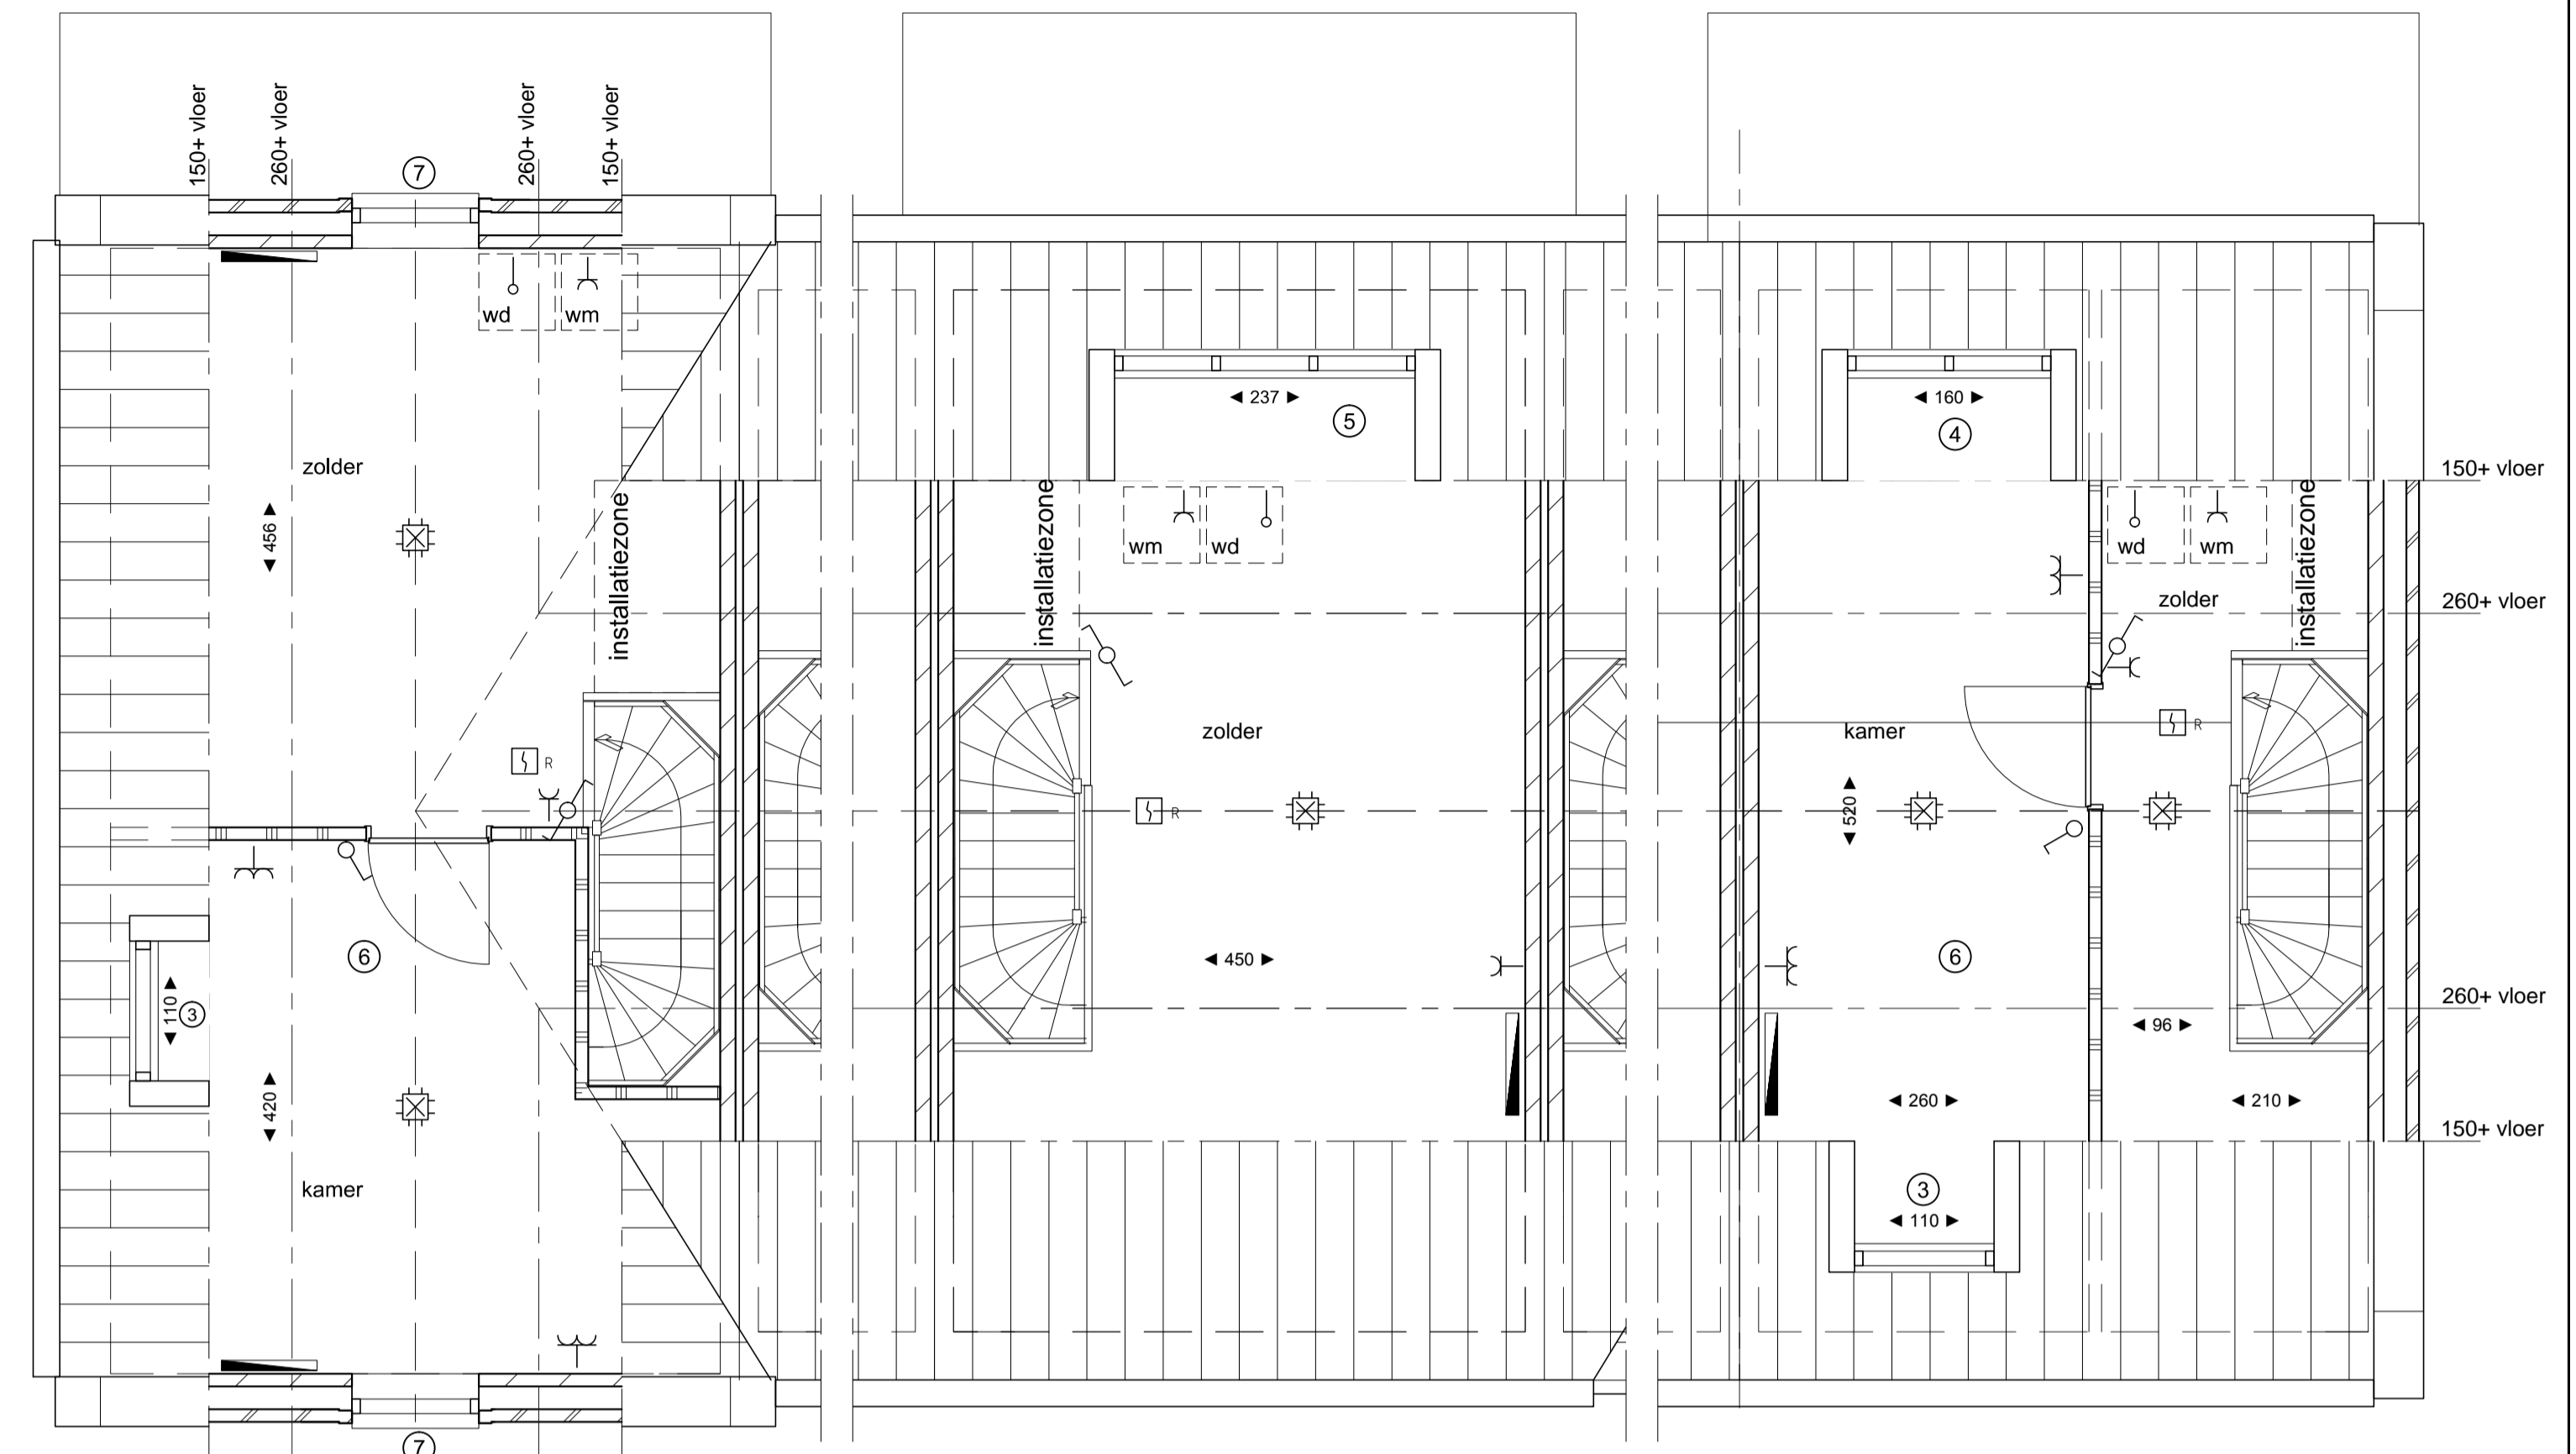 150+ vloer
260+ vloer
260+ vloer
150+ vloer
7
wd
wm
zolder
◄ 456 ►
installatiezone
R
6
◄ 110 ►
3
◄ 420 ►
kamer
7
◄ 237 ►
5
installatiezone
wm
wd
zolder
R
◄ 450 ►
◄ 160 ►
4
wd
wm
installatiezone
zolder
kamer
R
◄ 520 ►
6
◄ 96 ►
◄ 260 ►
◄ 210 ►
3
◄ 110 ►
150+ vloer
260+ vloer
260+ vloer
150+ vloer